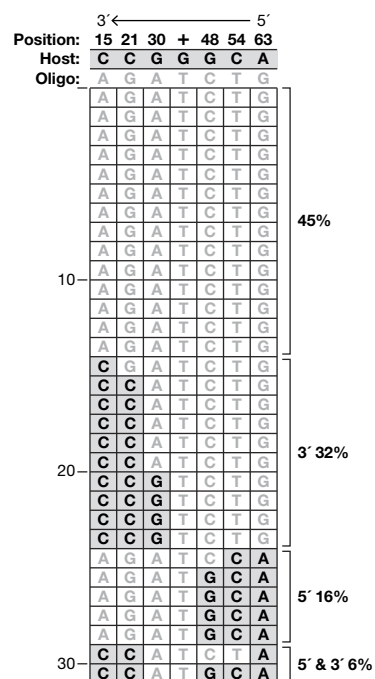 3´ 5´
Position: 15 21 30 + 48 54 63
Host: C C G G G C A
Oligo: A G A T C T G
A G A T C T G
A G A T C T G
A G A T C T G
A G A T C T G
A G A T C T G
A G A T C T G
A G A T C T G
45%
A G A T C T G
A G A T C T G
A G A T C T G
10
A G A T C T G
A G A T C T G
A G A T C T G
A G A T C T G
C G A T C T G
C C A T C T G
C C A T C T G
C C A T C T G
C C A T C T G
3´ 32%
C C A T C T G
20
C C G T C T G
C C G T C T G
C C G T C T G
C C G T C T G
A G A T C C A
A G A T G C A
A G A T G C A
5´ 16%
A G A T G C A
A G A T G C A
C C A T C T A
30
5´ & 3´ 6%
C C A T G C A